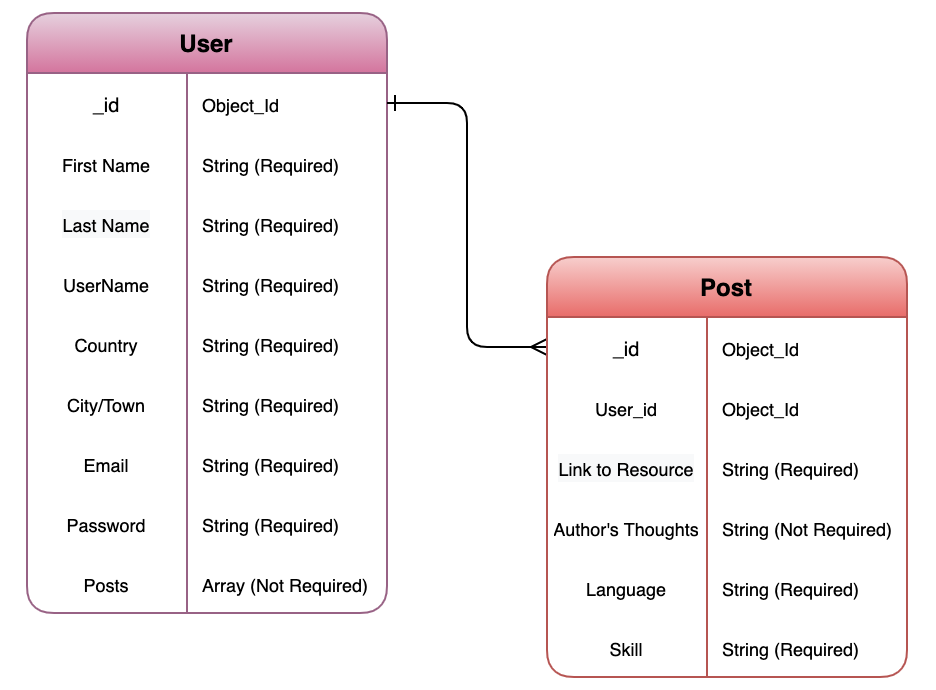 User
_id Object_Id
First Name String (Required)
Last Name String (Required)
UserName String (Required)
Country String (Required)
City/Town String (Required)
Email String (Required)
Password String (Required)
Posts Array (Not Required)
Post
_id Object_Id
User_id Object_Id
Link to Resource String (Required)
Author's Thoughts String (Not Required)
Language String (Required)
Skill String (Required)